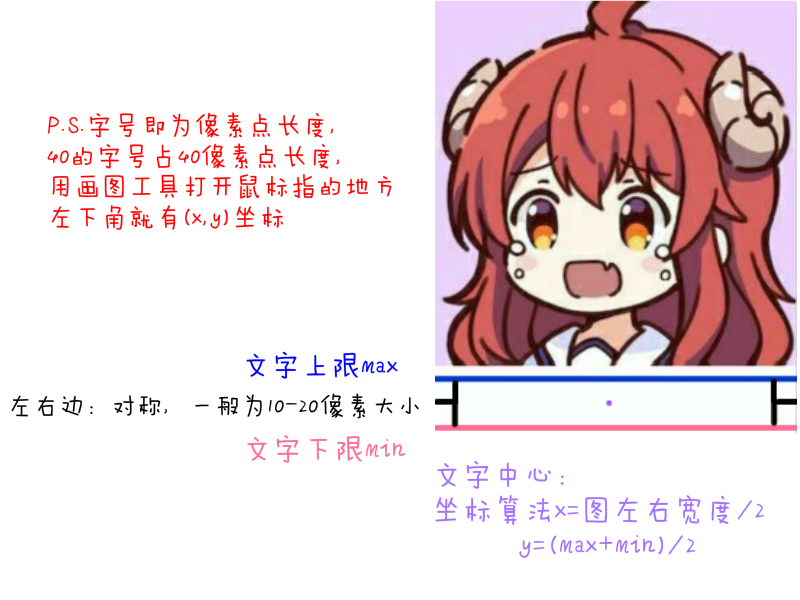 P.S.字号即为像素点长度,
40的字号占40像素点长度,
用画图工具打开鼠标指的地方
左下角就有(x,y)坐标
文字上限max
左右边：对称, 一般为10-20像素大小
文字下限min
文字中心：
坐标算法x=图左右宽度/2
y=(max+min)/2